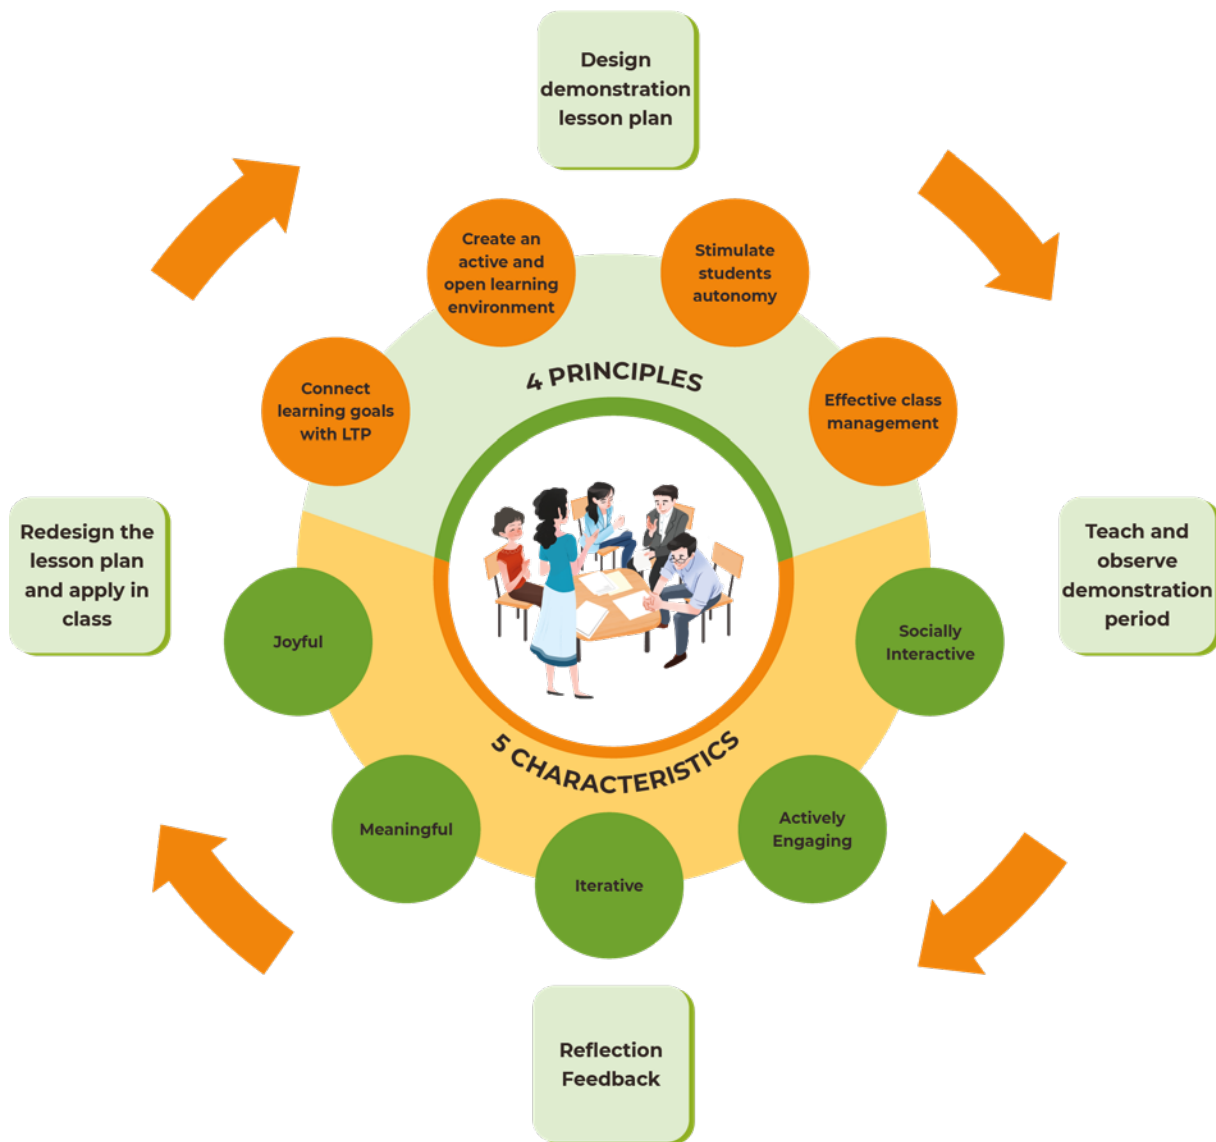 Design
demonstration
lesson plan
Create an
active and
open learning
environment
Stimulate
students
autonomy
Connect
learning goals
with LTP
4 PRINCIPLES
Effective class
management
Redesign the
lesson plan
and apply in
class
Teach and
observe
demonstration
period
Joyful
Socially
Interactive
5 CHARACTERISTICS
Meaningful
Actively
Engaging
Iterative
Reflection
Feedback